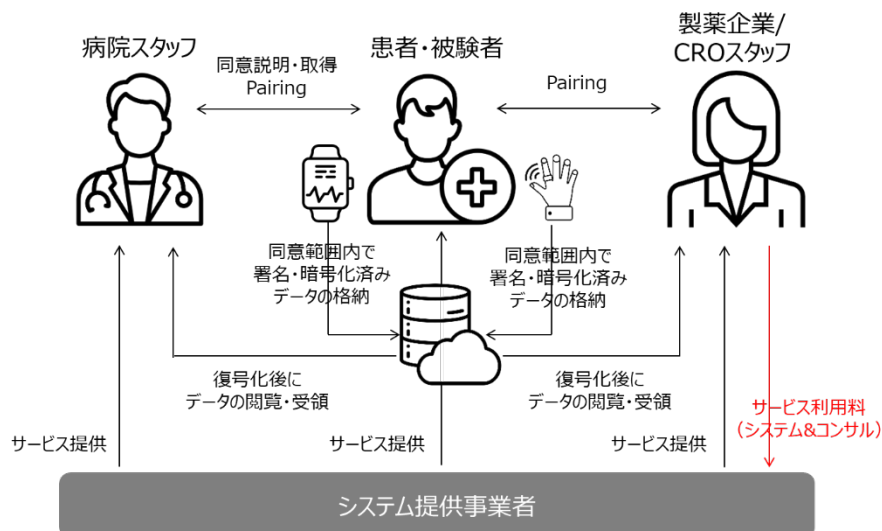 病院スタッフ
同意説明・取得
Pairing
患者・被験者
Pairing
製薬企業/
CROスタッフ
同意範囲内で
署名・暗号化済み
データの格納
同意範囲内で
署名・暗号化済み
データの格納
復号化後に
データの閲覧・受領
復号化後に
データの閲覧・受領
サービス提供
サービス提供
サービス提供
サービス利用料
(システム&コンサル)
システム提供事業者